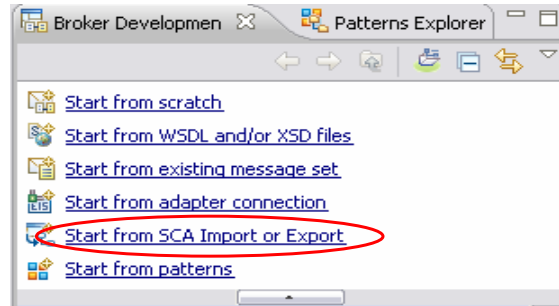 Broker Developmen Patterns Explorer
Start from scratch
Start from WSDL and/or XSD files
Start from existing message set
EIS Start from adapter connection
Start from SCA Import or Export
Start from patterns